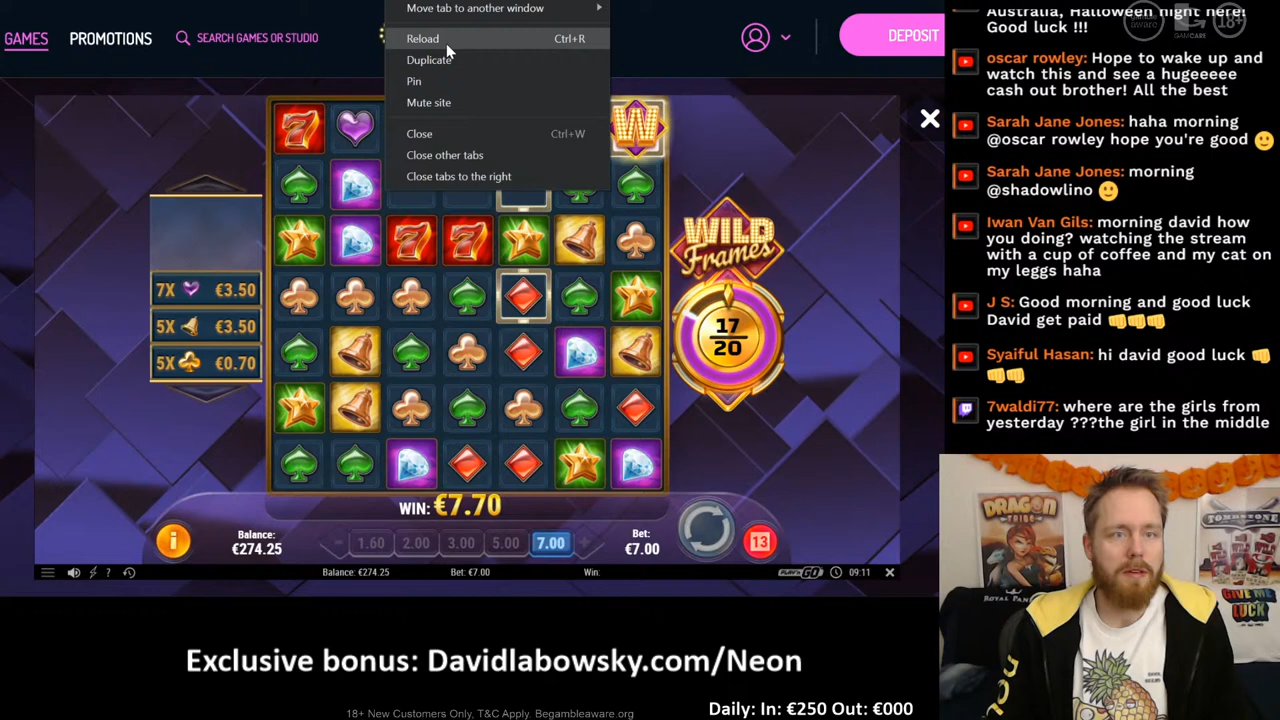 Move tab to another window
Reload Ctrl+R
Duplicate
Pin
Mute site
Close Ctrl+W
Close other tabs
Close tabs to the right
GAMES PROMOTIONS SEARCH GAMES OR STUDIO
DEPOSIT
GAMCARE
18+
aware
7X €3.50
5X €3.50
5X €0.70
7
7 7
W
WILD
Frames
17
20
WIN: €7.70
Balance:
€274.25
1.60 2.00 3.00 5.00 7.00
Bet:
€7.00
13
Balance: €274.25 Bet: €7.00 Win: PLAY'N GO 09:11
Australia, Halloween night here!
Good luck !!!
oscar rowley: Hope to wake up and
watch this and see a hugeeeee
cash out brother! All the best
Sarah Jane Jones: haha morning
@oscar rowley hope you're good
Sarah Jane Jones: morning
@shadowlino
Iwan Van Gils: morning david how
you doing? watching the stream
with a cup of coffee and my cat on
my leggs haha
J S: Good morning and good luck
David get paid
Syaiful Hasan: hi david good luck
7waldi77: where are the girls from
yesterday ???the girl in the middle
DRAGON
TRIBE
TOMBSTONE
GIVE ME
LUCK
Exclusive bonus: Davidlabowsky.com/Neon
18+ New Customers Only, T&C Apply. Begambleaware.org
Daily: In: €250 Out: €000